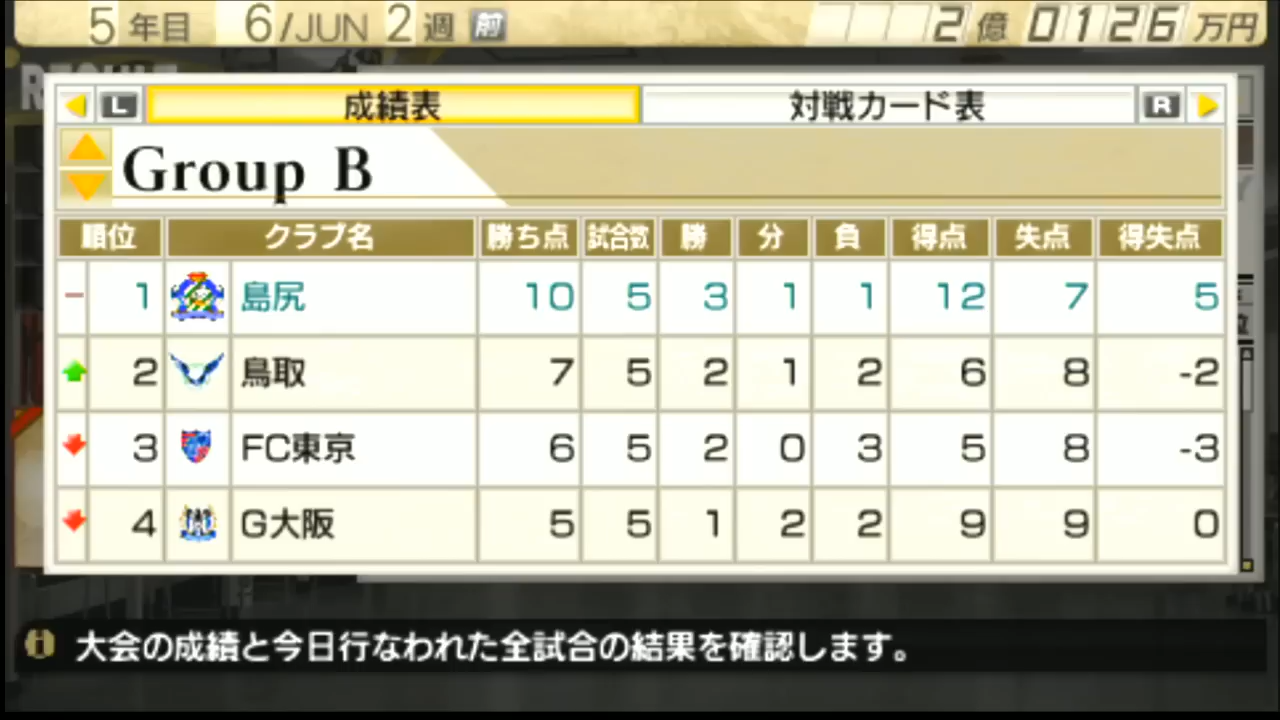 5年目 6/JUN 2週 前 2億0126万円
L 成績表 対戦カード表 R
Group B
順位 クラブ名 勝ち点 試合数 勝 分 負 得点 失点 得失点
1 島尻 10 5 3 1 1 12 7 5
2 鳥取 7 5 2 1 2 6 8 -2
3 FC東京 6 5 2 0 3 5 8 -3
4 G大阪 5 5 1 2 2 9 9 0
大会の成績と今日行なわれた全試合の結果を確認します。